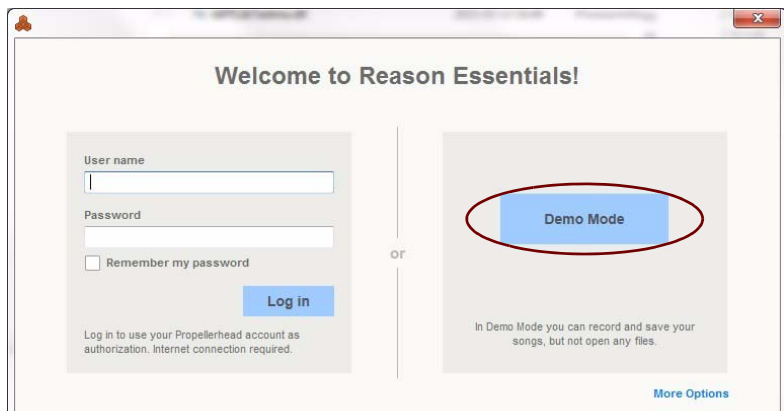 Welcome to Reason Essentials!
User name
Password
Remember my password
Log in
Log in to use your Propellerhead account as
authorization. Internet connection required.
or
Demo Mode
In Demo Mode you can record and save your
songs, but not open any files.
More Options